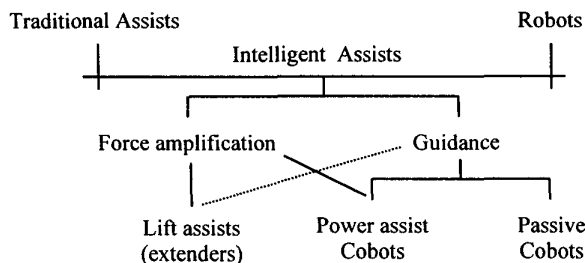 Traditional Assists
Robots
Intelligent Assists
Force amplification
Guidance
Lift assists
(extenders)
Power assist
Cobots
Passive
Cobots